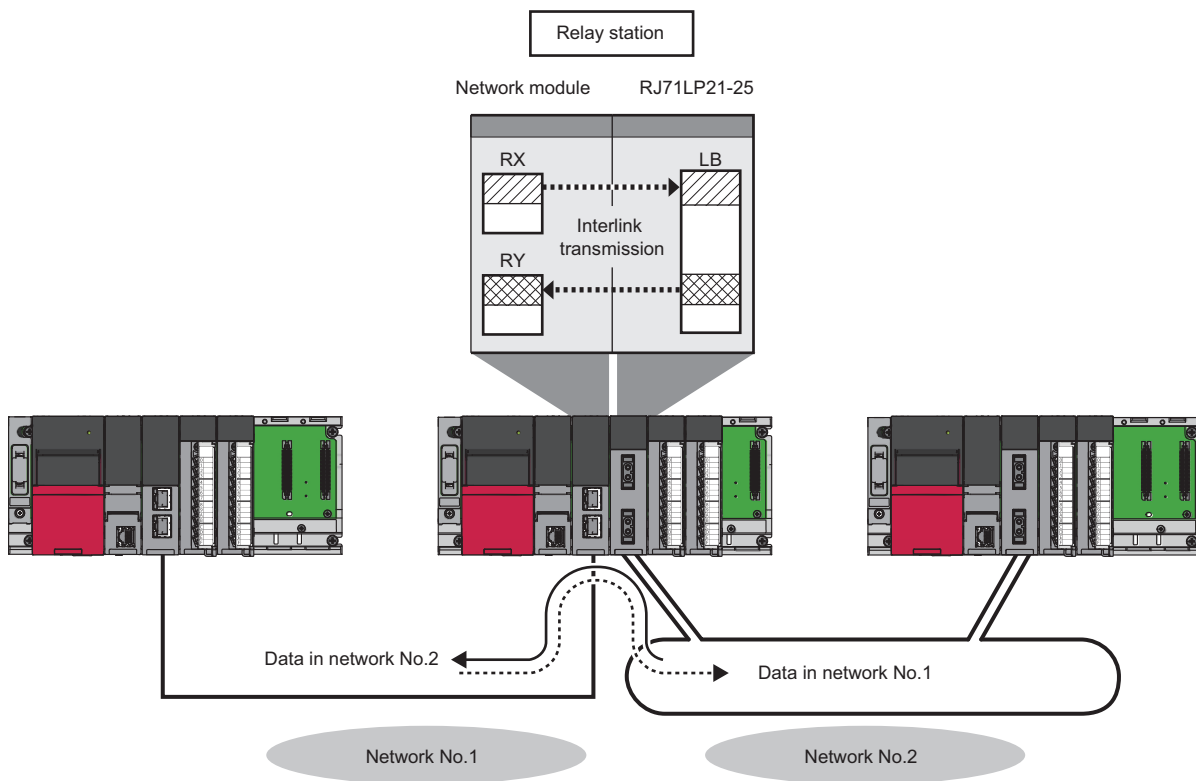 Relay station
Network module
RJ71LP21-25
RX
LB
Interlink
transmission
RY
Data in network No.2
Data in network No.1
Network No.1
Network No.2